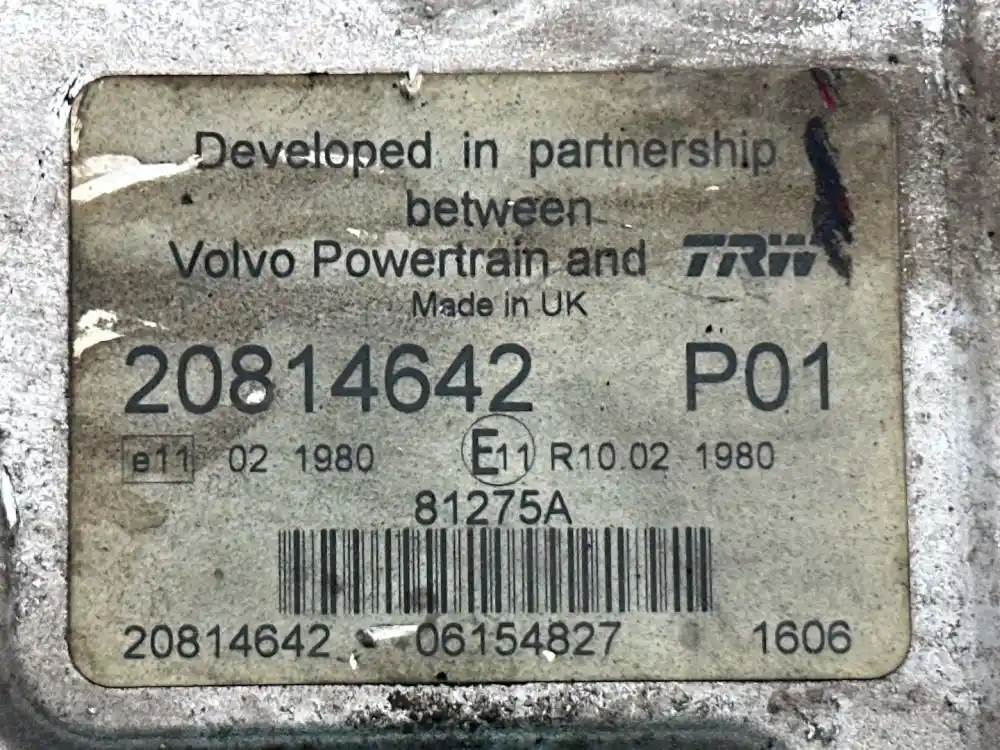 Developed in partnership
between
Volvo Powertrain and TRW
Made in UK
20814642 P01
e11 02 1980 E11 R10.02 1980
81275A
20814642 06154827 1606